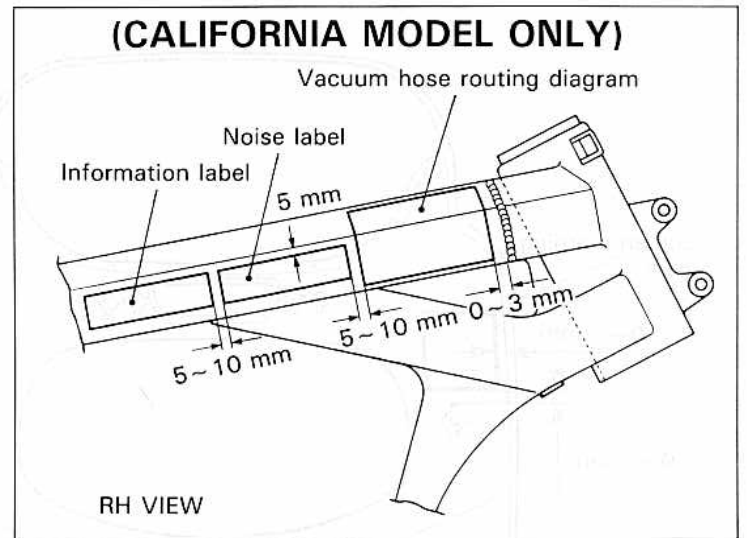 (CALIFORNIA MODEL ONLY)
Vacuum hose routing diagram
Noise label
Information label
5 mm
0~3 mm
5~10 mm
5~10 mm
RH VIEW